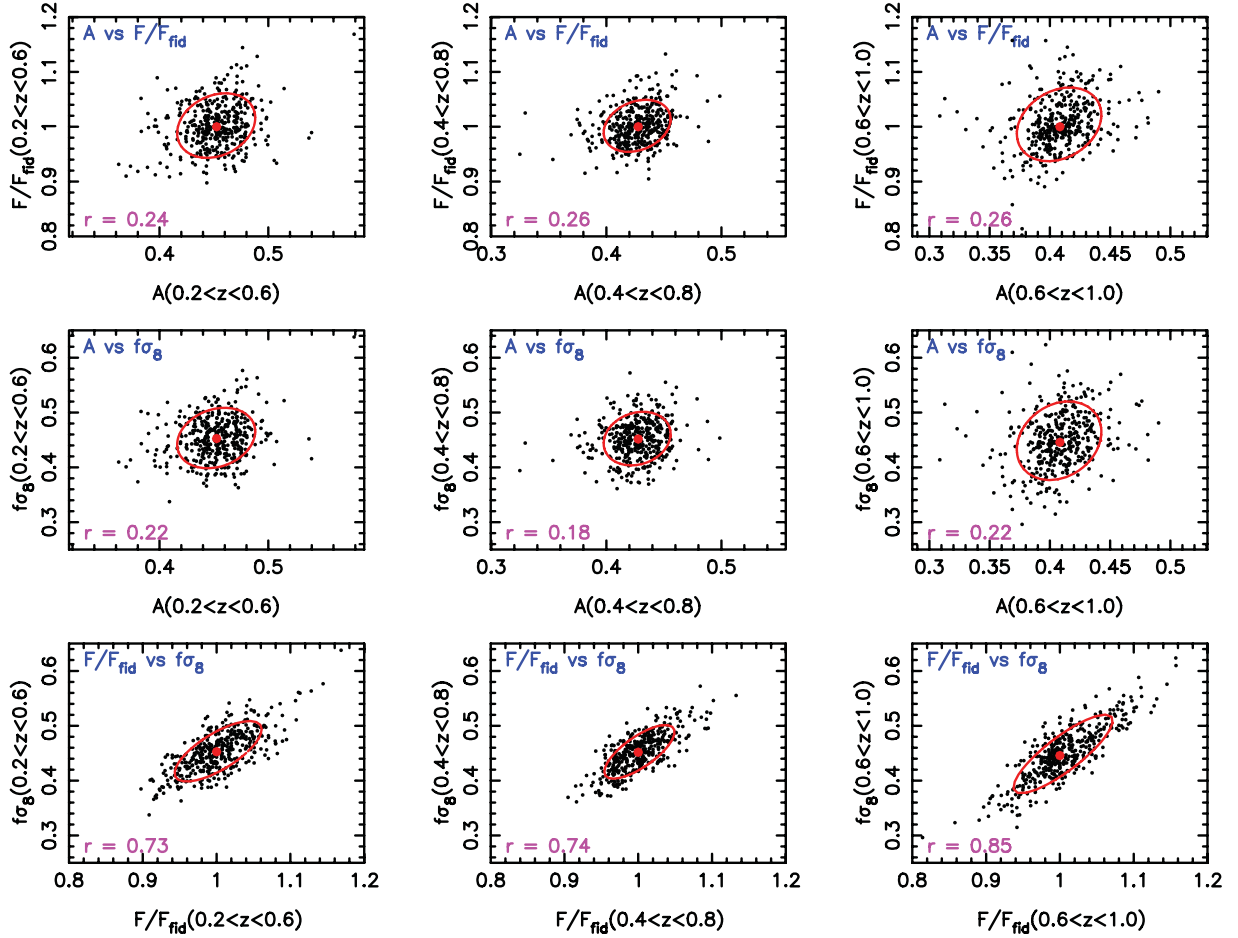 A vs F/F_fid
r = 0.24
F/F_fid(0.2<z<0.6)
0.8 0.9 1 1.1 1.2
0.4 0.5
A(0.2<z<0.6)
A vs F/F_fid
r = 0.26
F/F_fid(0.4<z<0.8)
0.8 0.9 1 1.1 1.2
0.3 0.4 0.5
A(0.4<z<0.8)
A vs F/F_fid
r = 0.26
F/F_fid(0.6<z<1.0)
0.8 0.9 1 1.1 1.2
0.3 0.35 0.4 0.45 0.5
A(0.6<z<1.0)
A vs fσ_8
r = 0.22
fσ_8(0.2<z<0.6)
0.3 0.4 0.5 0.6
0.4 0.5
A(0.2<z<0.6)
A vs fσ_8
r = 0.18
fσ_8(0.4<z<0.8)
0.3 0.4 0.5 0.6
0.3 0.4 0.5
A(0.4<z<0.8)
A vs fσ_8
r = 0.22
fσ_8(0.6<z<1.0)
0.3 0.4 0.5 0.6
0.3 0.35 0.4 0.45 0.5
A(0.6<z<1.0)
F/F_fid vs fσ_8
r = 0.73
fσ_8(0.2<z<0.6)
0.3 0.4 0.5 0.6
0.8 0.9 1 1.1 1.2
F/F_fid(0.2<z<0.6)
F/F_fid vs fσ_8
r = 0.74
fσ_8(0.4<z<0.8)
0.3 0.4 0.5 0.6
0.8 0.9 1 1.1 1.2
F/F_fid(0.4<z<0.8)
F/F_fid vs fσ_8
r = 0.85
fσ_8(0.6<z<1.0)
0.3 0.4 0.5 0.6
0.8 0.9 1 1.1 1.2
F/F_fid(0.6<z<1.0)